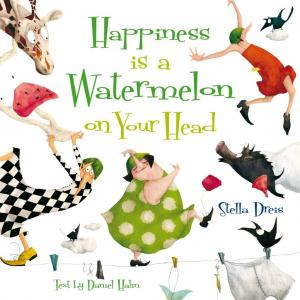 Happiness
is a
Watermelon
on Your Head
Stella Dreis
Text by Daniel Hahn